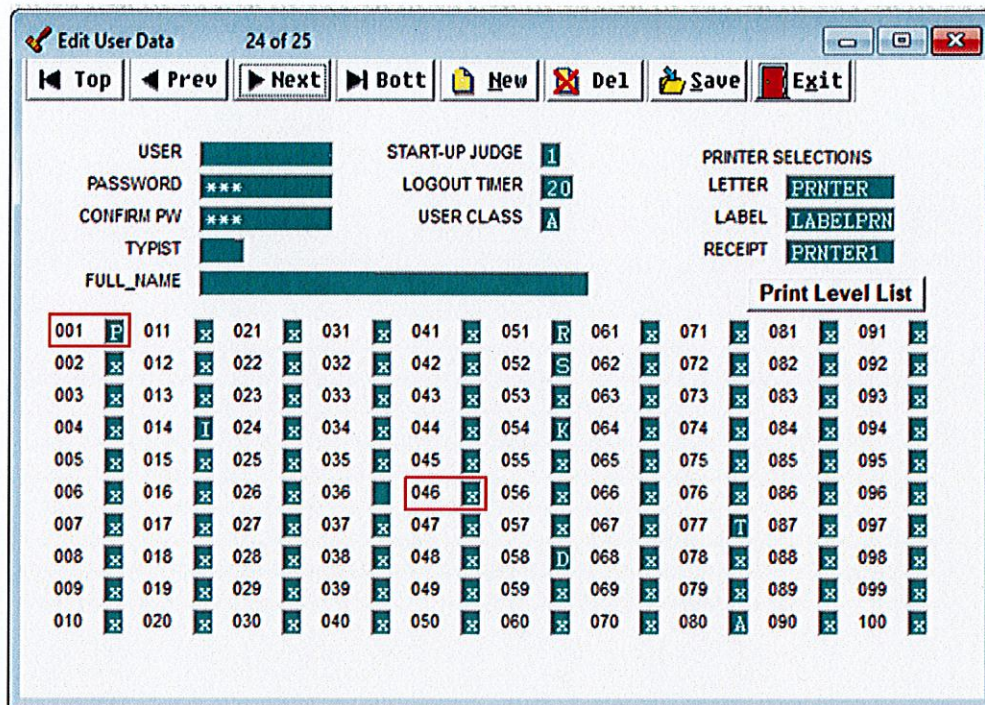 Edit User Data 24 of 25
Top Prev Next Bott New Del Save Exit
USER START-UP JUDGE 1 PRINTER SELECTIONS
PASSWORD *** LOGOUT TIMER 20 LETTER PRNTER
CONFIRM PW *** USER CLASS A LABEL LABELPRN
TYPIST RECEIPT PRNTER1
FULL_NAME
Print Level List
001 P 011 x 021 x 031 x 041 x 051 R 061 x 071 x 081 x 091 x
002 x 012 x 022 x 032 x 042 x 052 S 062 x 072 x 082 x 092 x
003 x 013 x 023 x 033 x 043 x 053 x 063 x 073 x 083 x 093 x
004 x 014 I 024 x 034 x 044 x 054 K 064 x 074 x 084 x 094 x
005 x 015 x 025 x 035 x 045 x 055 x 065 x 075 x 085 x 095 x
006 x 016 x 026 x 036 046 x 056 x 066 x 076 x 086 x 096 x
007 x 017 x 027 x 037 x 047 x 057 x 067 x 077 T 087 x 097 x
008 x 018 x 028 x 038 x 048 x 058 D 068 x 078 x 088 x 098 x
009 x 019 x 029 x 039 x 049 x 059 x 069 x 079 x 089 x 099 x
010 x 020 x 030 x 040 x 050 x 060 x 070 x 080 A 090 x 100 x